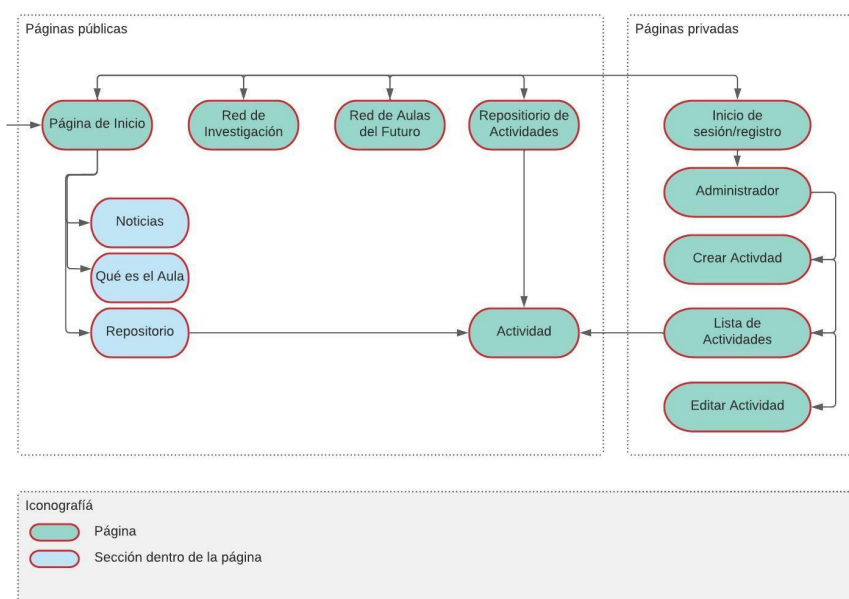 Páginas públicas
Páginas privadas
Página de Inicio
Red de
Investigación
Red de Aulas
del Futuro
Repositiorio de
Actividades
Inicio de
sesión/registro
Administrador
Noticias
Crear Activdad
Qué es el Aula
Repositorio
Actividad
Lista de
Actividades
Editar Actividad
Iconografíá
Página
Sección dentro de la página